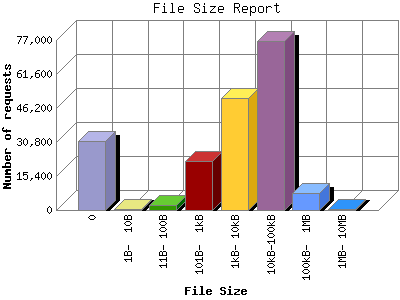 File Size Report
Number of requests
77,000
61,600
46,200
30,800
15,400
0
0
1B- 10B
11B- 100B
101B- 1kB
1kB- 10kB
10kB-100kB
100kB- 1MB
1MB- 10MB
File Size